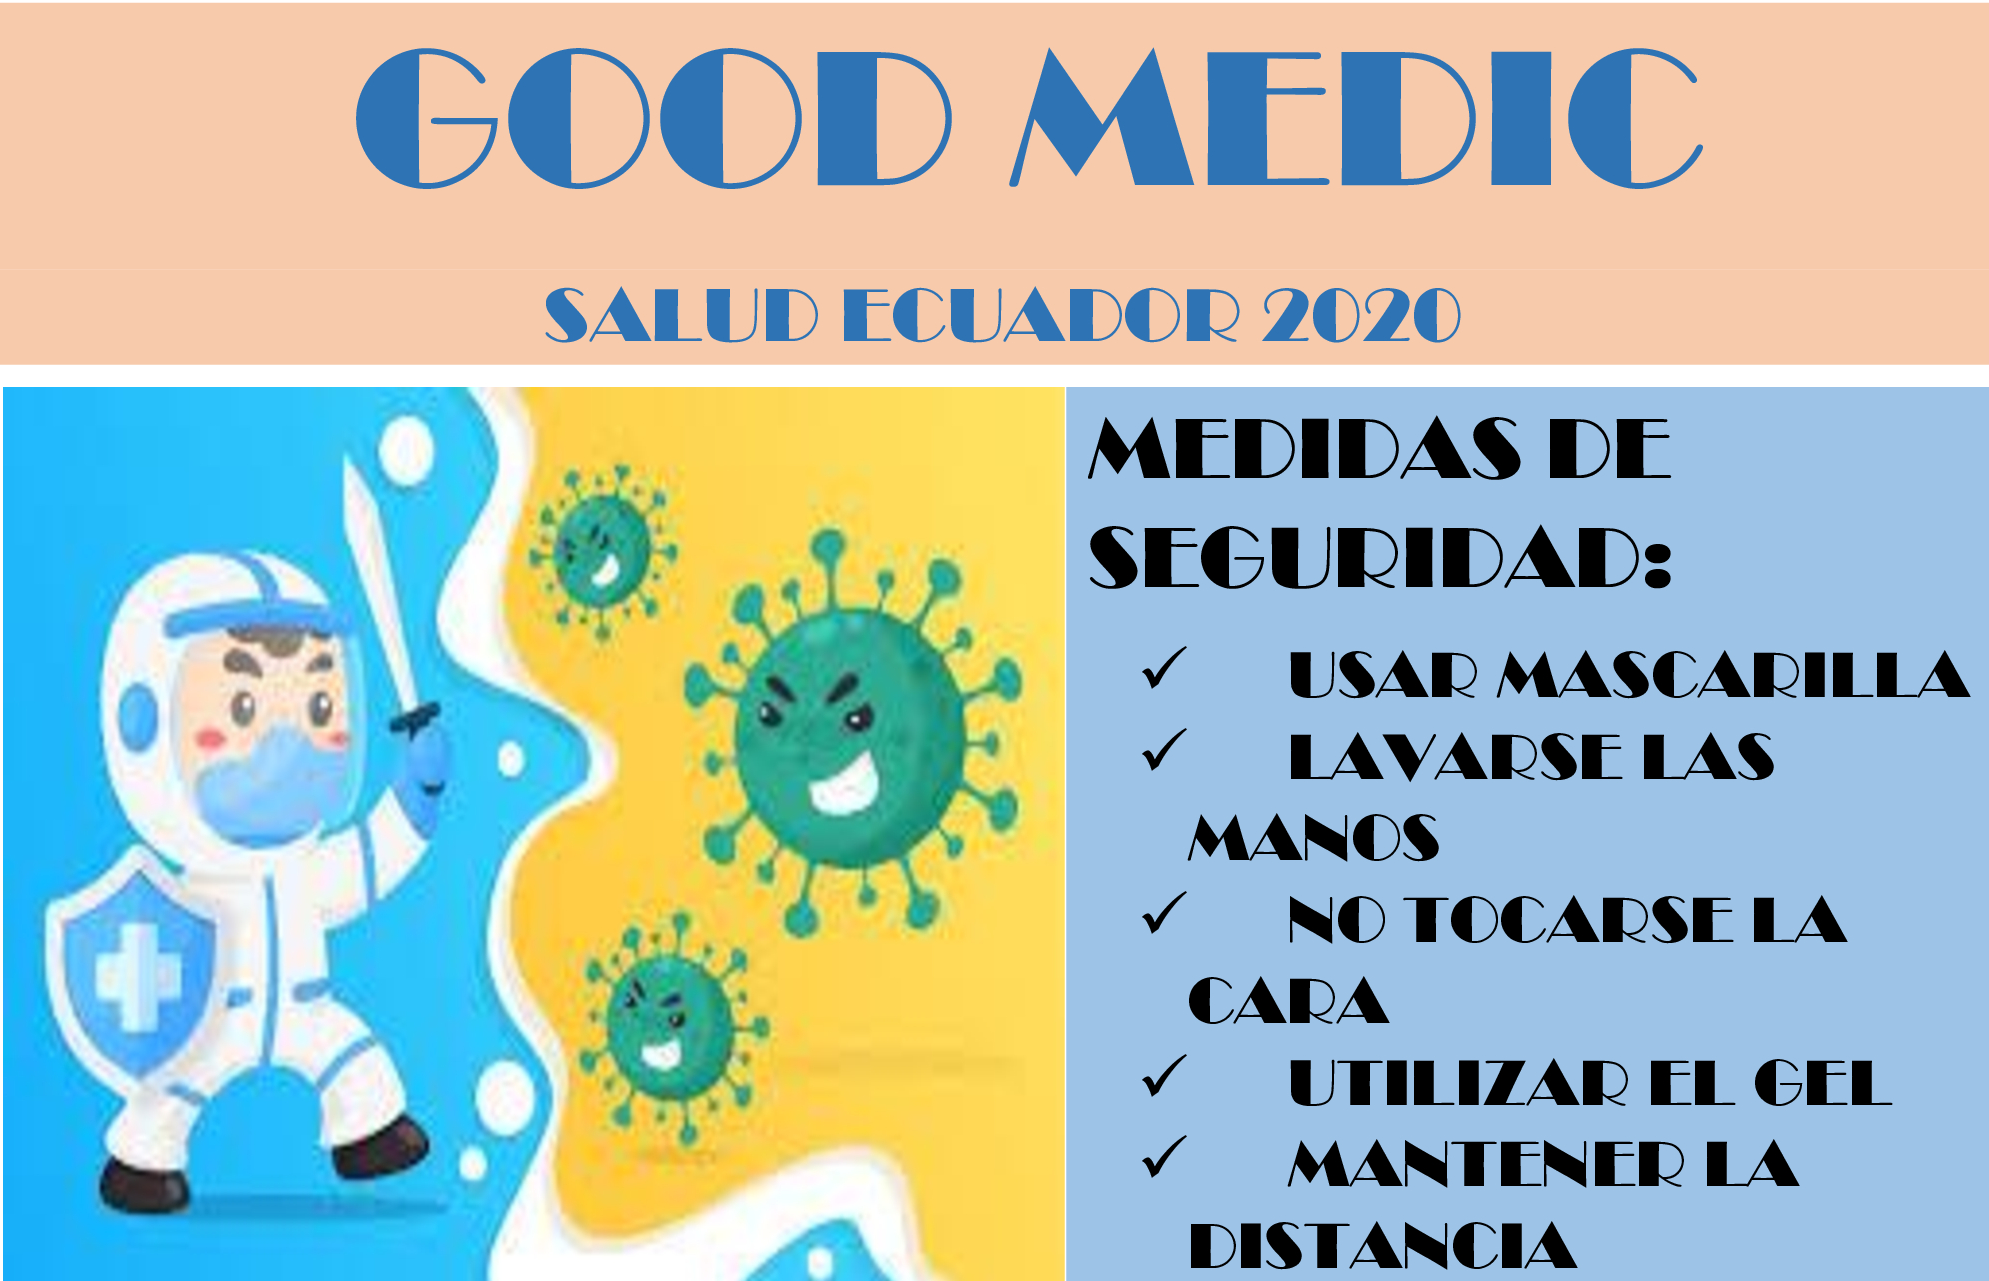 GOOD MEDIC
SALUD ECUADOR 2020
MEDIDAS DE
SEGURIDAD:
✓ USAR MASCARILLA
✓ LAVARSE LAS
MANOS
✓ NO TOCARSE LA
CARA
✓ UTILIZAR EL GEL
✓ MANTENER LA
DISTANCIA